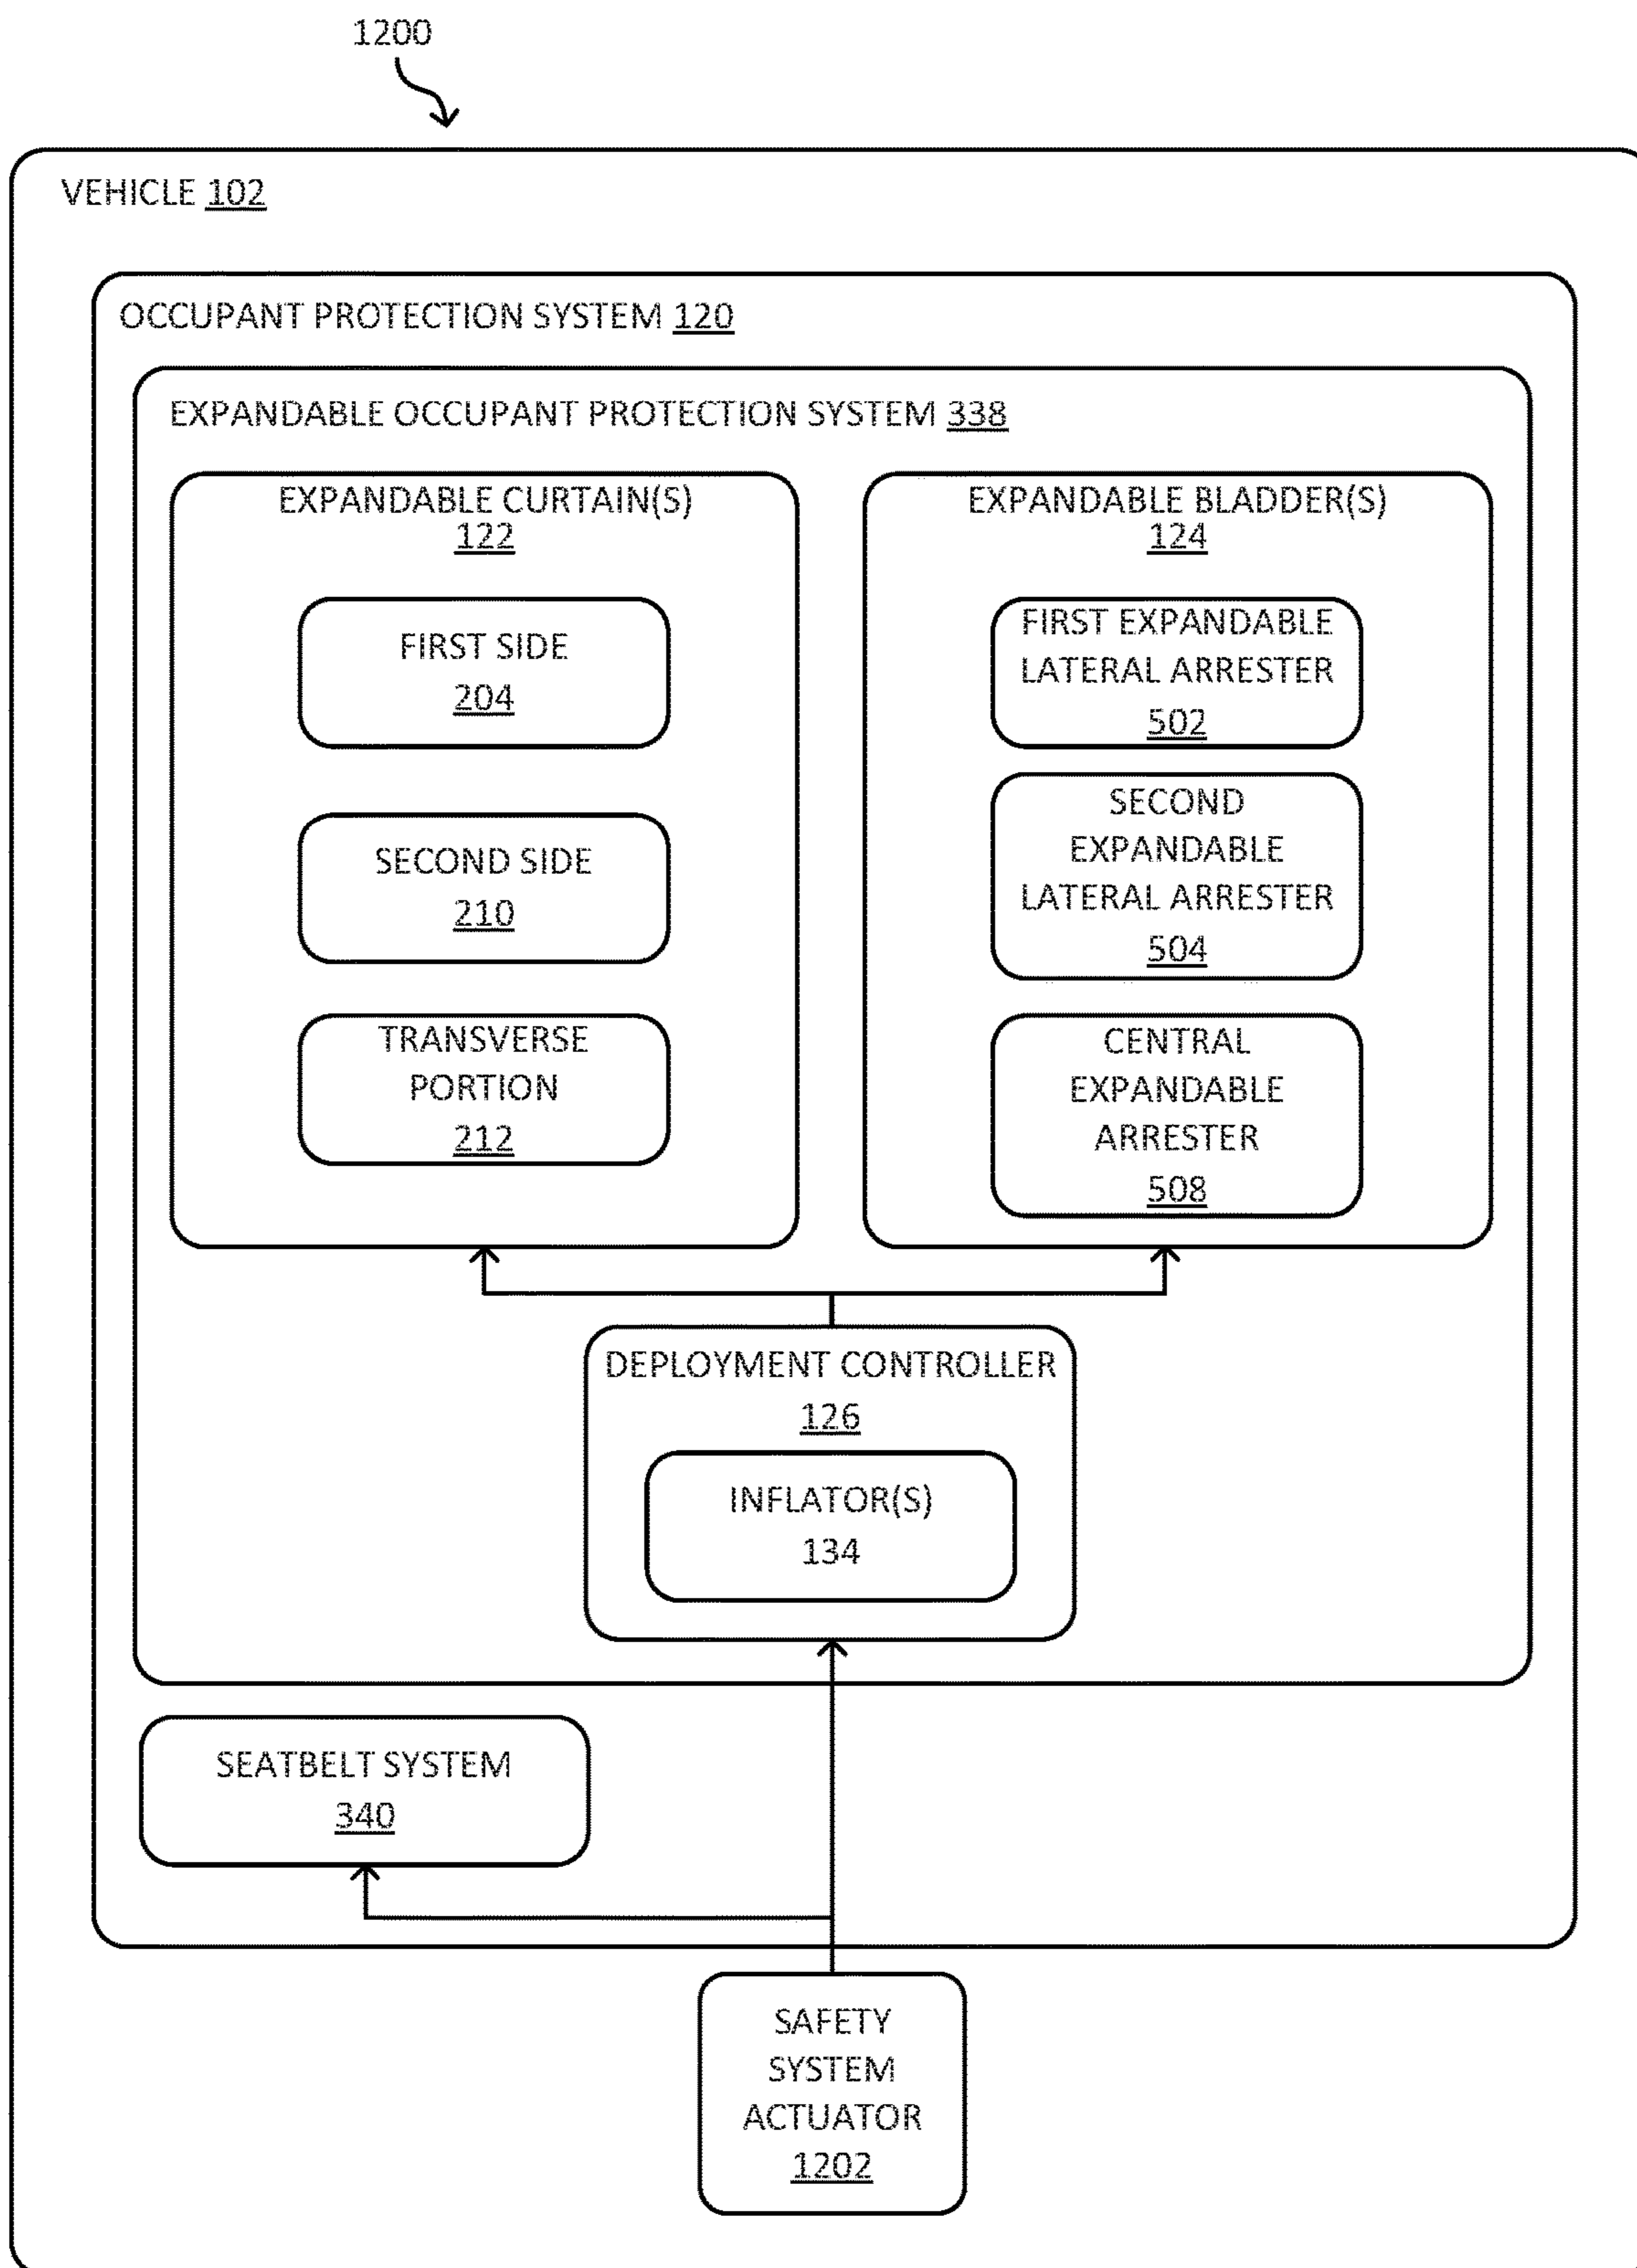 1200
VEHICLE 102
OCCUPANT PROTECTION SYSTEM 120
EXPANDABLE OCCUPANT PROTECTION SYSTEM 338
EXPANDABLE CURTAIN(S)
122
FIRST SIDE
204
SECOND SIDE
210
TRANSVERSE
PORTION
212
EXPANDABLE BLADDER(S)
124
FIRST EXPANDABLE
LATERAL ARRESTER
502
SECOND
EXPANDABLE
LATERAL ARRESTER
504
CENTRAL
EXPANDABLE
ARRESTER
508
DEPLOYMENT CONTROLLER
126
INFLATOR(S)
134
SEATBELT SYSTEM
340
SAFETY
SYSTEM
ACTUATOR
1202